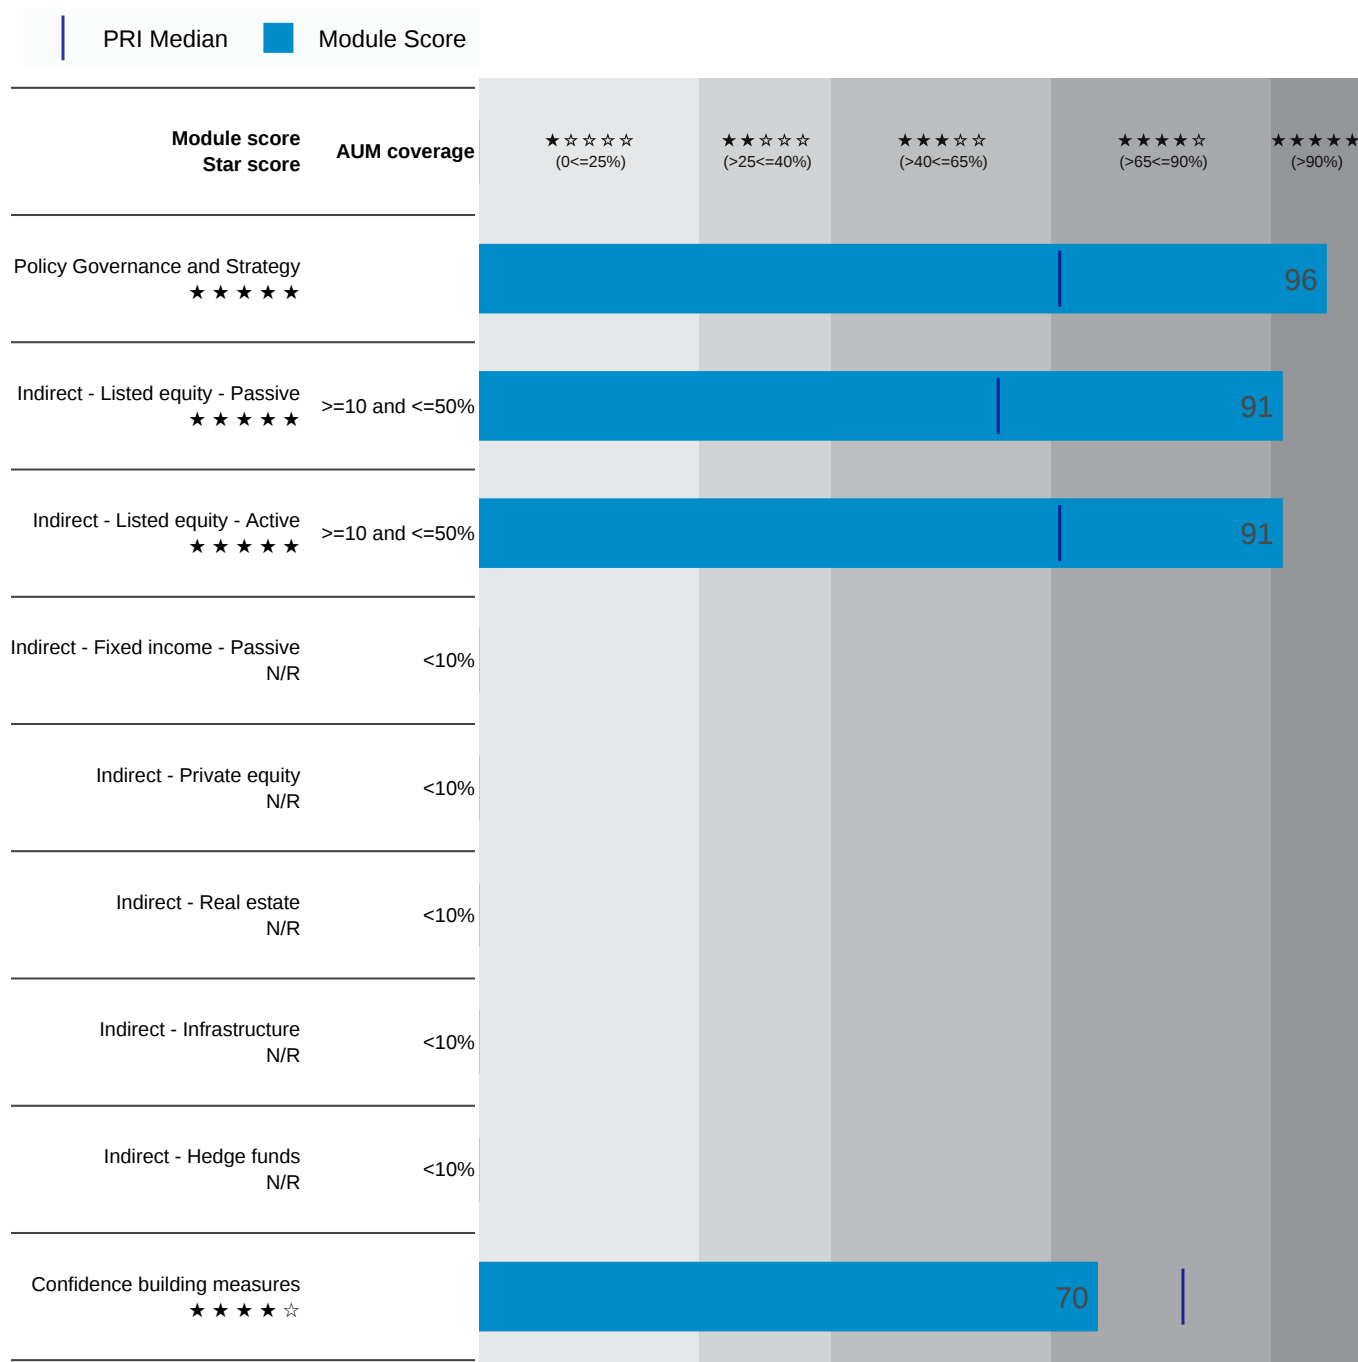 PRI Median
Module Score
Module score
Star score
AUM coverage
★☆☆☆☆
(0<=25%)
★★☆☆☆
(>25<=40%)
★★★☆☆
(>40<=65%)
★★★★☆
(>65<=90%)
★★★★★
(>90%)
Policy Governance and Strategy
★★★★★
96
Indirect - Listed equity - Passive
★★★★★
>=10 and <=50%
91
Indirect - Listed equity - Active
★★★★★
>=10 and <=50%
91
Indirect - Fixed income - Passive
N/R
<10%
Indirect - Private equity
N/R
<10%
Indirect - Real estate
N/R
<10%
Indirect - Infrastructure
N/R
<10%
Indirect - Hedge funds
N/R
<10%
Confidence building measures
★★★★☆
70